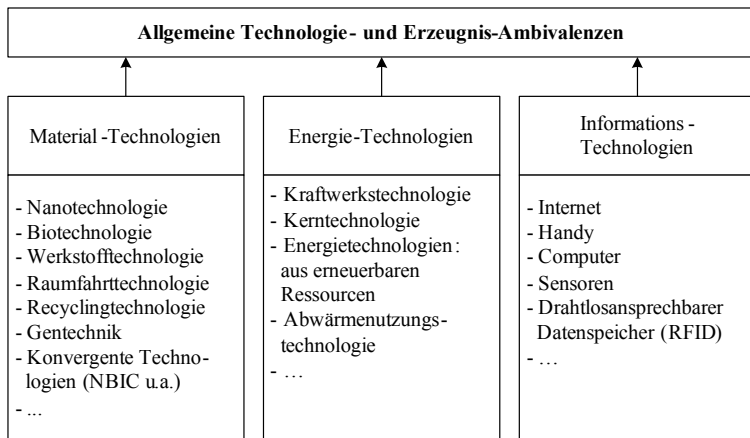 Allgemeine Technologie- und Erzeugnis-Ambivalenzen
Material-Technologien
- Nanotechnologie
- Biotechnologie
- Werkstofftechnologie
- Raumfahrttechnologie
- Recyclingtechnologie
- Gentechnik
- Konvergente Techno-
logien (NBIC u.a.)
- ...
Energie-Technologien
- Kraftwerkstechnologie
- Kerntechnologie
- Energietechnologien:
aus erneuerbaren
Ressourcen
- Abwärmenutzungs-
technologie
- …
Informations-
Technologien
- Internet
- Handy
- Computer
- Sensoren
- Drahtlosansprechbarer
Datenspeicher (RFID)
- …